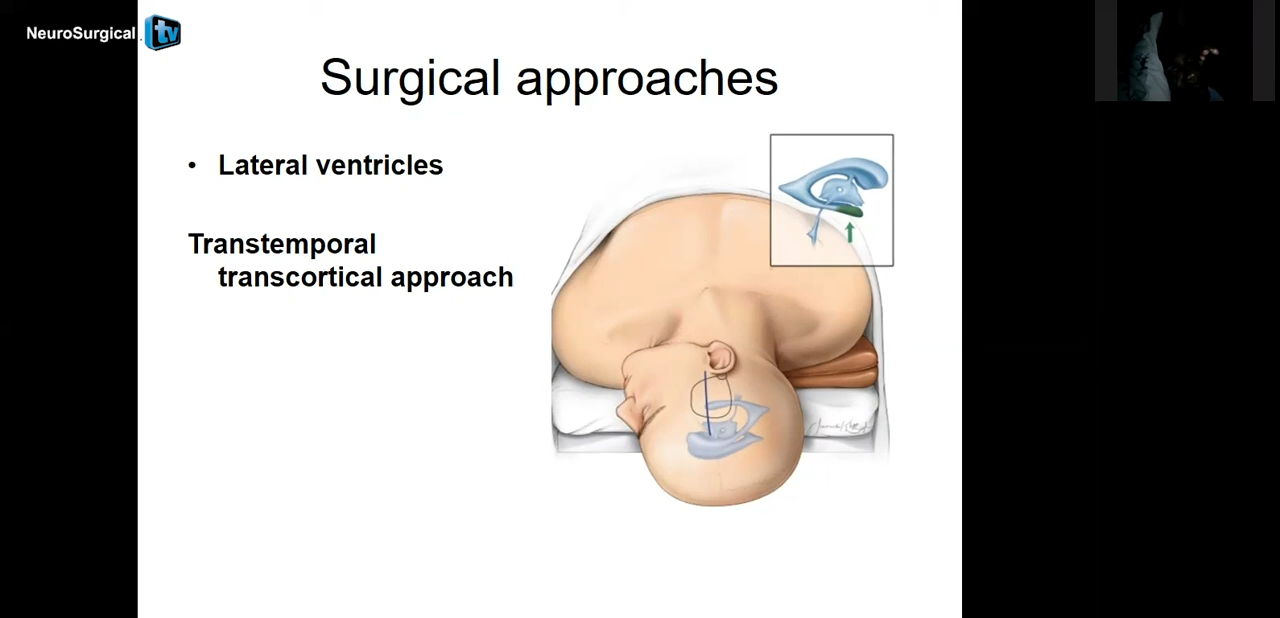 NeuroSurgical tv
Surgical approaches
• Lateral ventricles
Transtemporal
transcortical approach